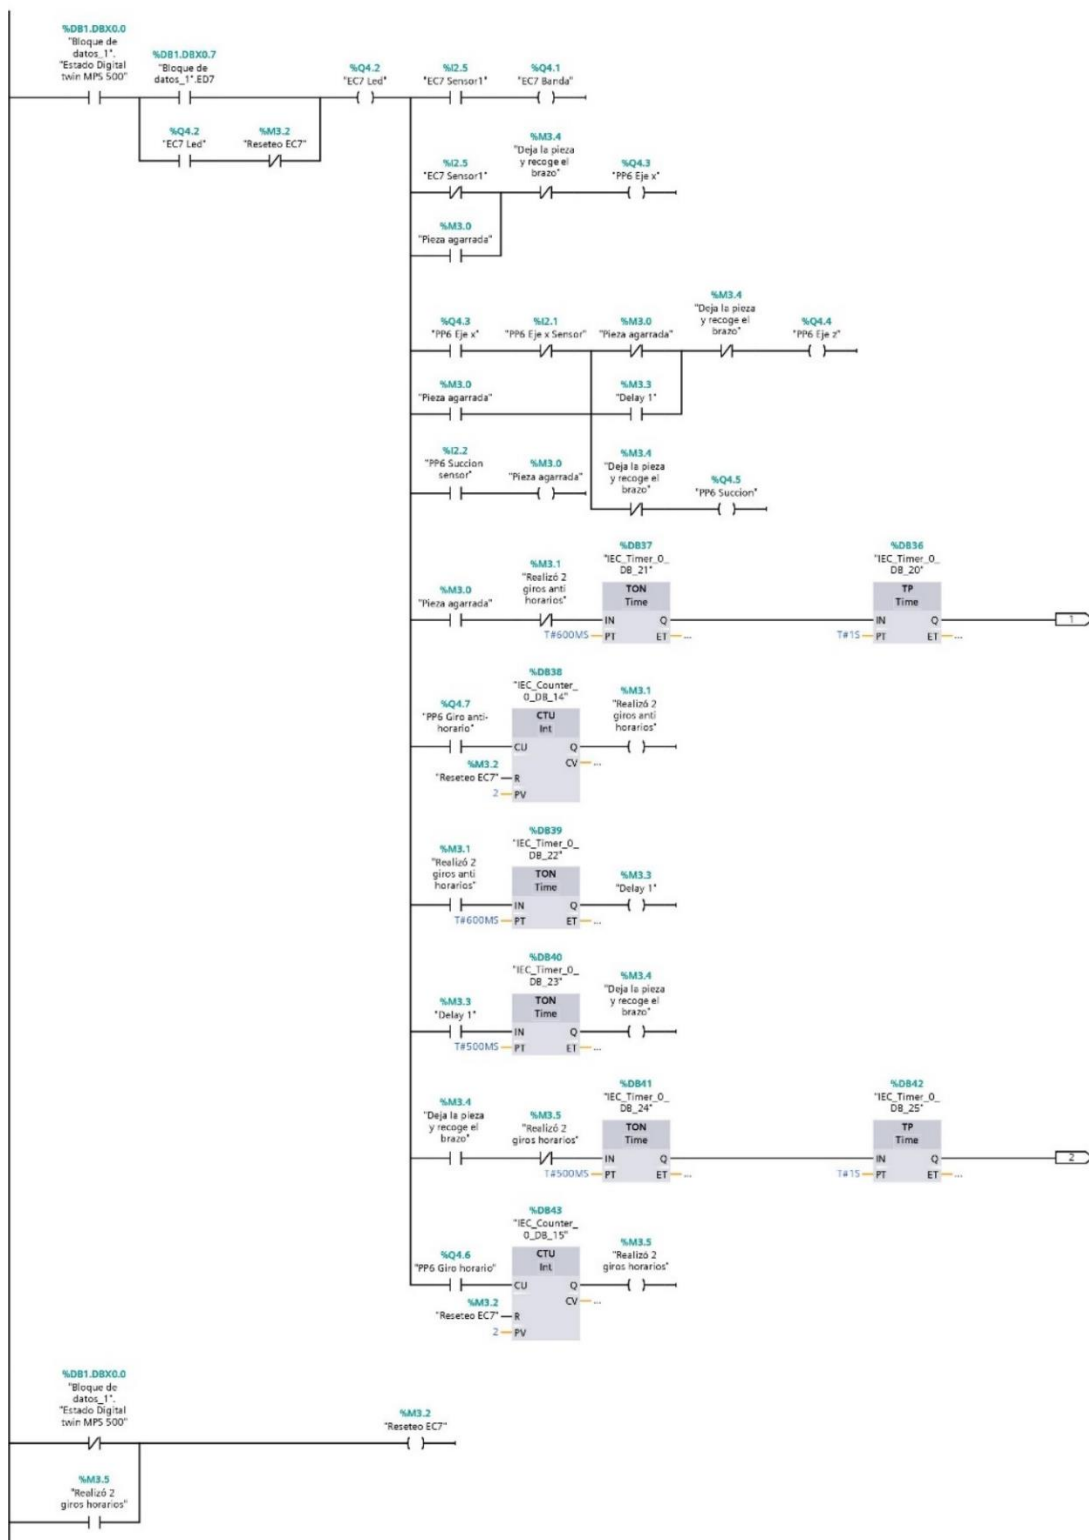 %DB1.DBX0.0
"Bloque de
datos_1".
"Estado Digital
twin MPS 500"
%DB1.DBX0.7
"Bloque de
datos_1".ED7
%Q4.2
"EC7 Led"
%I2.5
"EC7 Sensor1"
%Q4.1
"EC7 Banda"
%Q4.2
"EC7 Led"
%M3.2
"Reseteo EC7"
%I2.5
"EC7 Sensor1"
%M3.4
"Deja la pieza
y recoge el
brazo"
%Q4.3
"PP6 Eje x"
%M3.0
"Pieza agarrada"
%Q4.3
"PP6 Eje x"
%I2.1
"PP6 Eje x Sensor"
%M3.0
"Pieza agarrada"
%M3.4
"Deja la pieza
y recoge el
brazo"
%Q4.4
"PP6 Eje z"
%M3.0
"Pieza agarrada"
%M3.3
"Delay 1"
%I2.2
"PP6 Succion
sensor"
%M3.0
"Pieza agarrada"
%M3.4
"Deja la pieza
y recoge el
brazo"
%Q4.5
"PP6 Succion"
%M3.0
"Pieza agarrada"
%M3.1
"Realizó 2
giros anti
horarios"
%DB37
"IEC_Timer_0_
DB_21"
TON
Time
IN Q
T#600MS PT ET ...
%DB36
"IEC_Timer_0_
DB_20"
TP
Time
IN Q
T#1S PT ET ...
1
%Q4.7
"PP6 Giro anti-
horario"
%DB38
"IEC_Counter_
0_DB_14"
CTU
Int
CU Q
CV ...
%M3.2
"Reseteo EC7" R
2 PV
%M3.1
"Realizó 2
giros anti
horarios"
%M3.1
"Realizó 2
giros anti
horarios"
%DB39
"IEC_Timer_0_
DB_22"
TON
Time
IN Q
T#600MS PT ET ...
%M3.3
"Delay 1"
%M3.3
"Delay 1"
%DB40
"IEC_Timer_0_
DB_23"
TON
Time
IN Q
T#500MS PT ET ...
%M3.4
"Deja la pieza
y recoge el
brazo"
%M3.4
"Deja la pieza
y recoge el
brazo"
%M3.5
"Realizó 2
giros horarios"
%DB41
"IEC_Timer_0_
DB_24"
TON
Time
IN Q
T#500MS PT ET ...
%DB42
"IEC_Timer_0_
DB_25"
TP
Time
IN Q
T#1S PT ET ...
2
%Q4.6
"PP6 Giro horario"
%DB43
"IEC_Counter_
0_DB_15"
CTU
Int
CU Q
CV ...
%M3.2
"Reseteo EC7" R
2 PV
%M3.5
"Realizó 2
giros horarios"
%DB1.DBX0.0
"Bloque de
datos_1".
"Estado Digital
twin MPS 500"
%M3.2
"Reseteo EC7"
%M3.5
"Realizó 2
giros horarios"